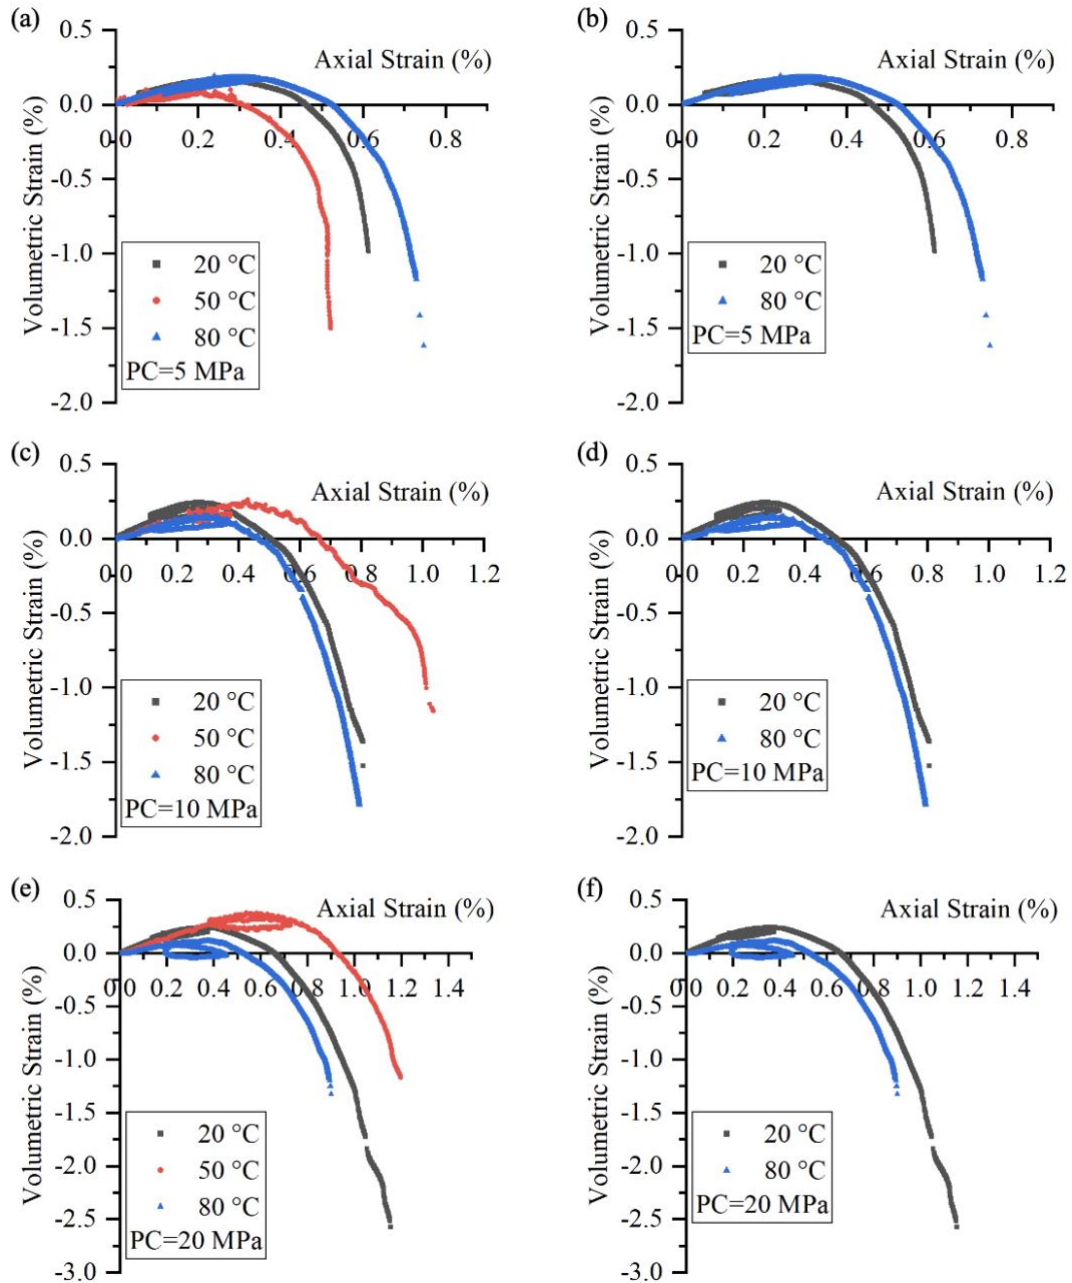 (a)
0.5
0.0
-0.5
-1.0
-1.5
-2.0
0.0 0.2 0.4 0.6 0.8
Axial Strain (%)
Volumetric Strain (%)
20 °C
50 °C
80 °C
PC=5 MPa
(b)
0.5
0.0
-0.5
-1.0
-1.5
-2.0
0.0 0.2 0.4 0.6 0.8
Axial Strain (%)
Volumetric Strain (%)
20 °C
80 °C
PC=5 MPa
(c)
0.5
0.0
-0.5
-1.0
-1.5
-2.0
0.0 0.2 0.4 0.6 0.8 1.0 1.2
Axial Strain (%)
Volumetric Strain (%)
20 °C
50 °C
80 °C
PC=10 MPa
(d)
0.5
0.0
-0.5
-1.0
-1.5
-2.0
0.0 0.2 0.4 0.6 0.8 1.0 1.2
Axial Strain (%)
Volumetric Strain (%)
20 °C
80 °C
PC=10 MPa
(e)
0.5
0.0
-0.5
-1.0
-1.5
-2.0
-2.5
-3.0
0.0 0.2 0.4 0.6 0.8 1.0 1.2 1.4
Axial Strain (%)
Volumetric Strain (%)
20 °C
50 °C
80 °C
PC=20 MPa
(f)
0.5
0.0
-0.5
-1.0
-1.5
-2.0
-2.5
-3.0
0.0 0.2 0.4 0.6 0.8 1.0 1.2 1.4
Axial Strain (%)
Volumetric Strain (%)
20 °C
80 °C
PC=20 MPa